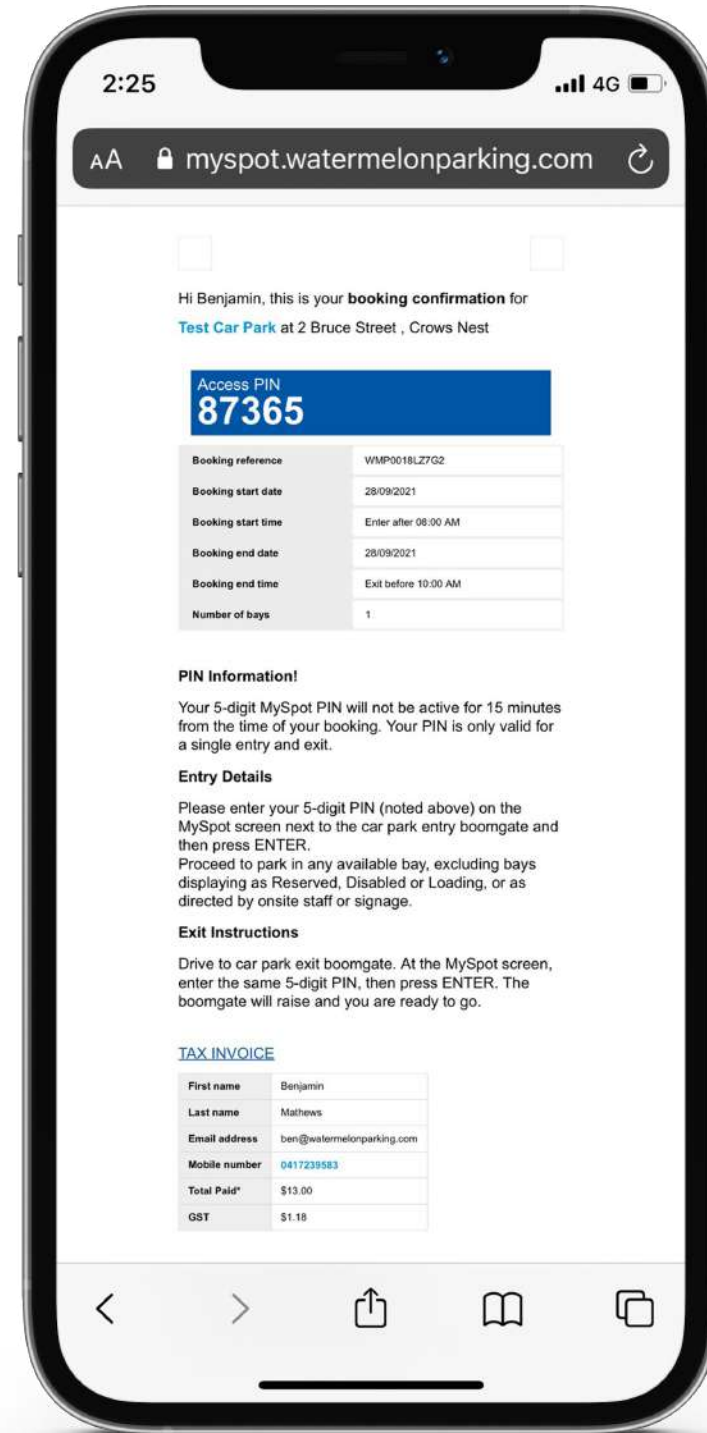 2:25
4G
AA myspot.watermelonparking.com
Hi Benjamin, this is your booking confirmation for
Test Car Park at 2 Bruce Street , Crows Nest
Access PIN
87365
Booking reference WMP0018LZ7G2
Booking start date 28/09/2021
Booking start time Enter after 08:00 AM
Booking end date 28/09/2021
Booking end time Exit before 10:00 AM
Number of bays 1
PIN Information!
Your 5-digit MySpot PIN will not be active for 15 minutes
from the time of your booking. Your PIN is only valid for
a single entry and exit.
Entry Details
Please enter your 5-digit PIN (noted above) on the
MySpot screen next to the car park entry boomgate and
then press ENTER.
Proceed to park in any available bay, excluding bays
displaying as Reserved, Disabled or Loading, or as
directed by onsite staff or signage.
Exit Instructions
Drive to car park exit boomgate. At the MySpot screen,
enter the same 5-digit PIN, then press ENTER. The
boomgate will raise and you are ready to go.
TAX INVOICE
First name Benjamin
Last name Mathews
Email address ben@watermelonparking.com
Mobile number 0417239583
Total Paid* $13.00
GST $1.18